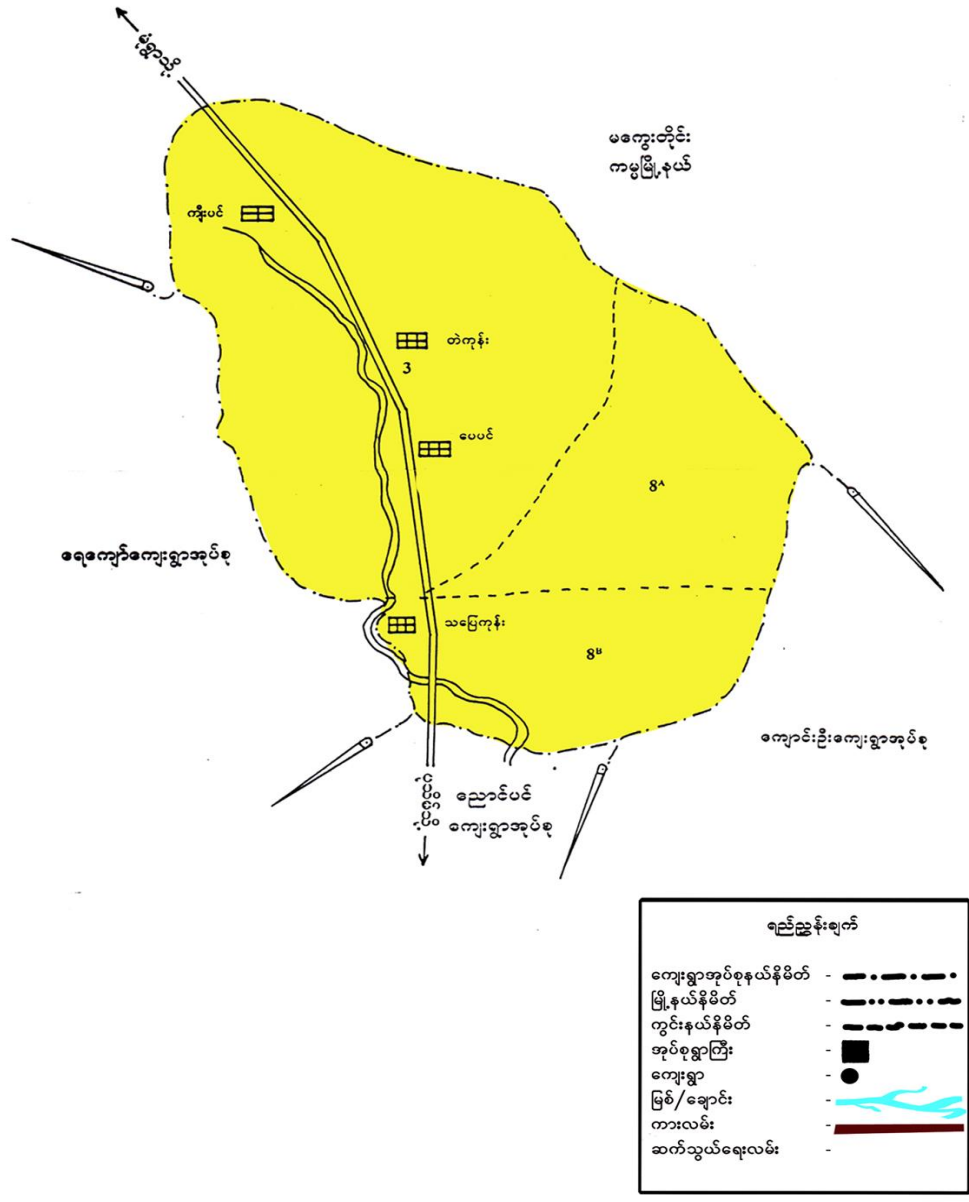 မကွေးတိုင်း
ကမ္မမြို့နယ်
ကျီးပင်
တဲကုန်း
3
ပေပင်
8ᴬ
ရေကျော်ကျေးရွာအုပ်စု
သပြေကုန်း
8ᴮ
ကျောင်းဦးကျေးရွာအုပ်စု
ညောင်ပင်
ကျေးရွာအုပ်စု
ရည်ညွှန်းချက်
ကျေးရွာအုပ်စုနယ်နိမိတ် -
မြို့နယ်နိမိတ် -
ကွင်းနယ်နိမိတ် -
အုပ်စုရွာကြီး -
ကျေးရွာ -
မြစ်/ချောင်း -
ကားလမ်း -
ဆက်သွယ်ရေးလမ်း -